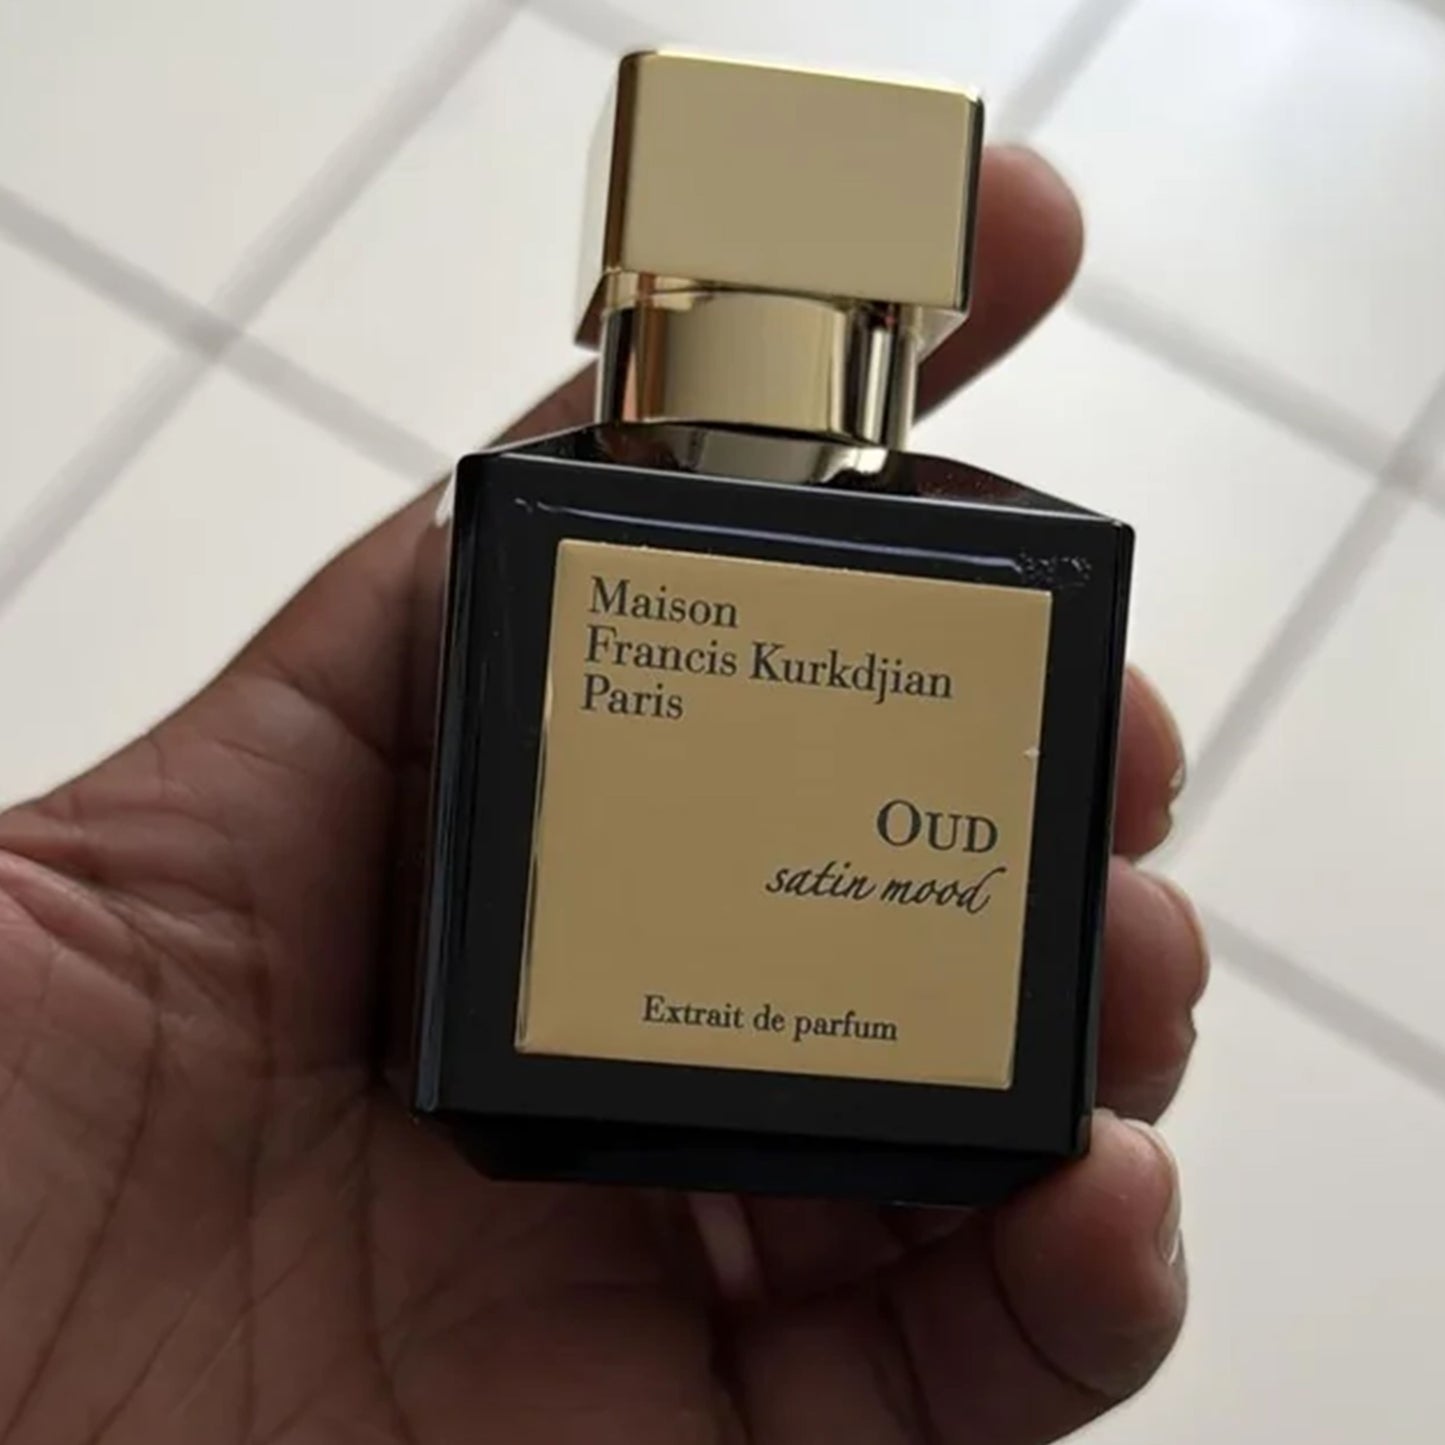 Maison
Francis Kurkdjian
Paris
OUD
satin mood
Extrait de parfum